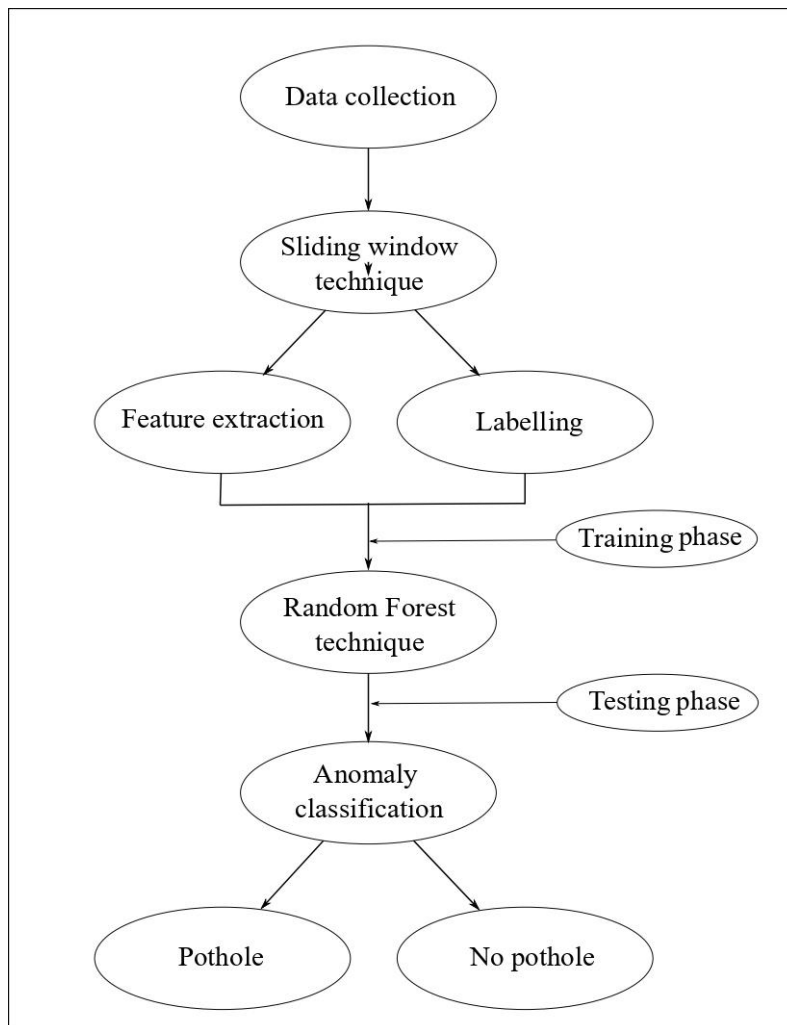 Data collection
Sliding window
technique
Feature extraction
Labelling
Training phase
Random Forest
technique
Testing phase
Anomaly
classification
Pothole
No pothole